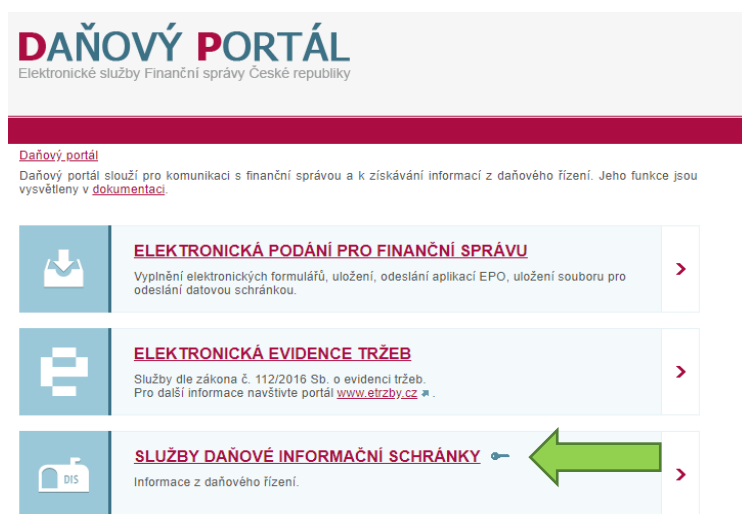 DAŇOVÝ PORTÁL
Elektronické služby Finanční správy České republiky
Daňový portál
Daňový portál slouží pro komunikaci s finanční správou a k získávání informací z daňového řízení. Jeho funkce jsou
vysvětleny v dokumentaci.
ELEKTRONICKÁ PODÁNÍ PRO FINANČNÍ SPRÁVU
Vyplnění elektronických formulářů, uložení, odeslání aplikací EPO, uložení souboru pro
odeslání datovou schránkou.
ELEKTRONICKÁ EVIDENCE TRŽEB
Služby dle zákona č. 112/2016 Sb. o evidenci tržeb.
Pro další informace navštivte portál www.etrzby.cz.
SLUŽBY DAŇOVÉ INFORMAČNÍ SCHRÁNKY
DIS
Informace z daňového řízení.